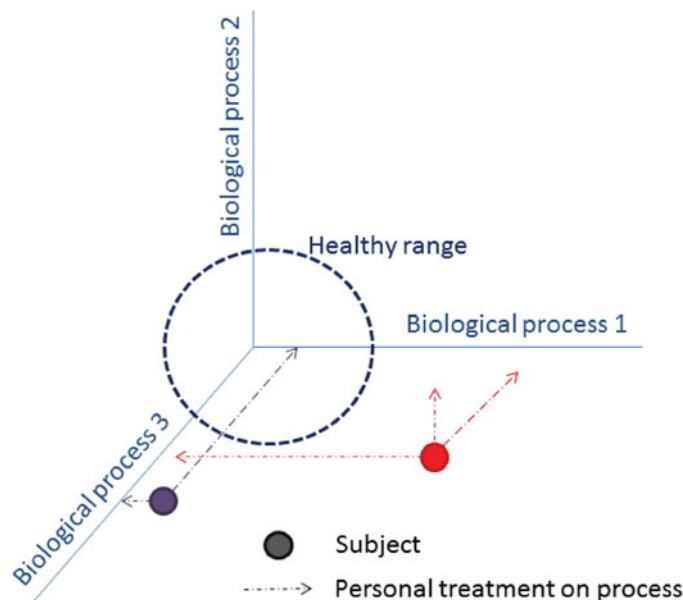 Biological process 2
Healthy range
Biological process 1
Biological process 3
Subject
Personal treatment on process